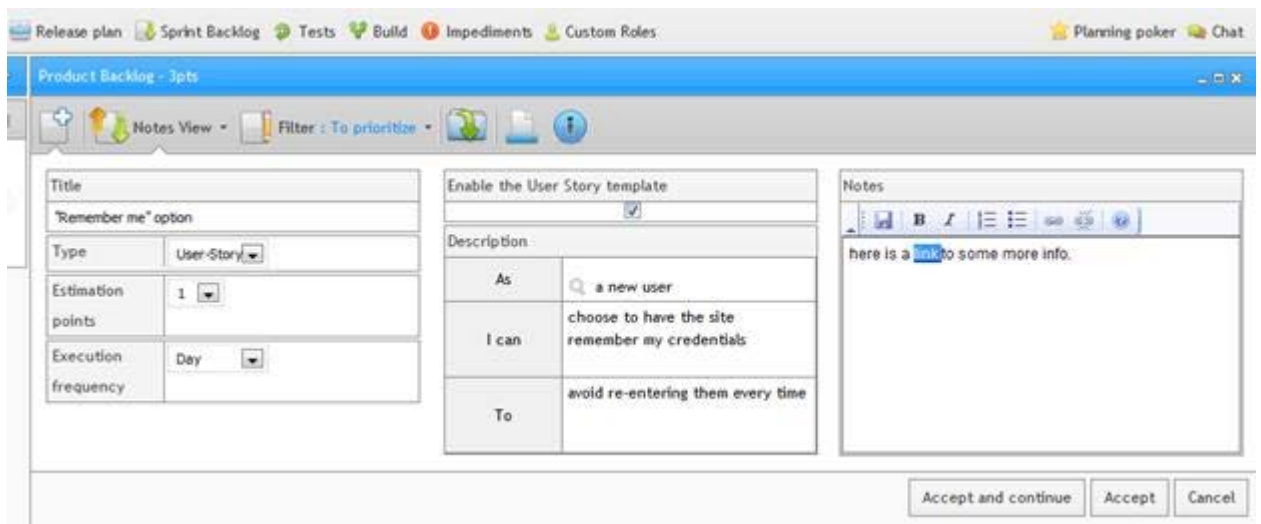 Release plan Sprint Backlog Tests Build Impediments Custom Roles Planning poker Chat
Product Backlog - 3pts
Notes View Filter : To prioritize
Title
"Remember me" option
Type User-Story
Estimation points 1
Execution frequency Day
Enable the User Story template
Description
As a new user
I can choose to have the site
remember my credentials
To avoid re-entering them every time
Notes
B I
here is a link to some more info.
Accept and continue Accept Cancel